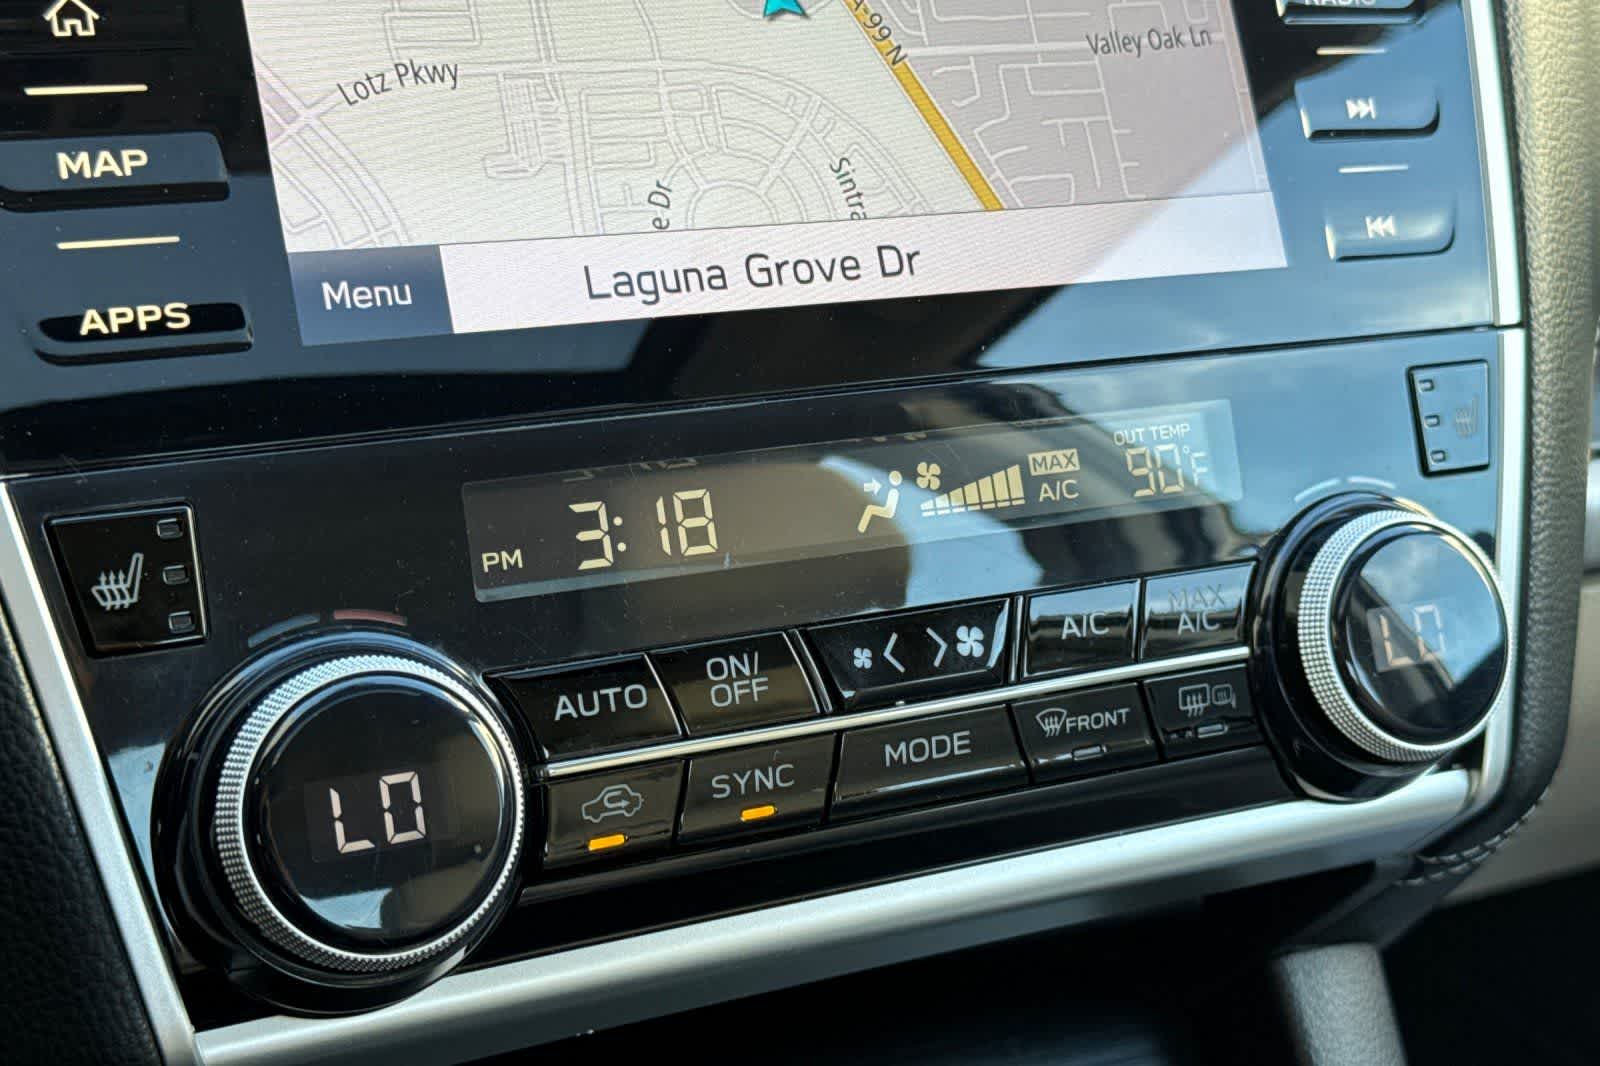 RADIO
A-99 N
Valley Oak Ln
Lotz Pkwy
MAP
e Dr
Sintra
Laguna Grove Dr
Menu
APPS
OUT TEMP
90°F
MAX
A/C
PM 3:18
A/C
MAX
A/C
AUTO
ON/
OFF
LO
FRONT
MODE
SYNC
LO